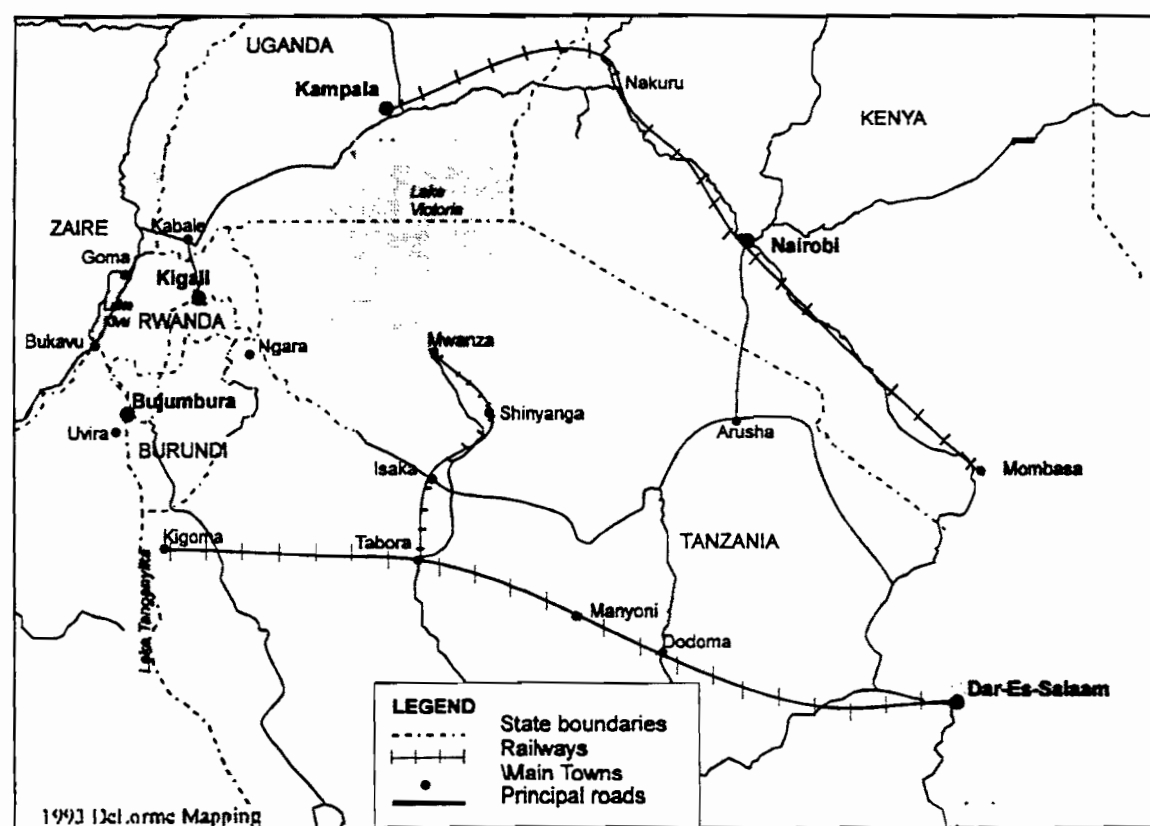 UGANDA
Kampala
Nakuru
KENYA
Lake
Victoria
ZAIRE
Kabale
Nairobi
Goma
Kigali
Lake
Kivu
RWANDA
Bukavu
Ngara
Mwanza
Bujumbura
Shinyanga
Uvira
Arusha
BURUNDI
Isaka
Mombasa
Kigoma
Tabora
TANZANIA
Lake Tanganyika
Manyoni
Dodoma
Dar-Es-Salaam
LEGEND
State boundaries
Railways
Main Towns
Principal roads
1993 DeLorme Mapping